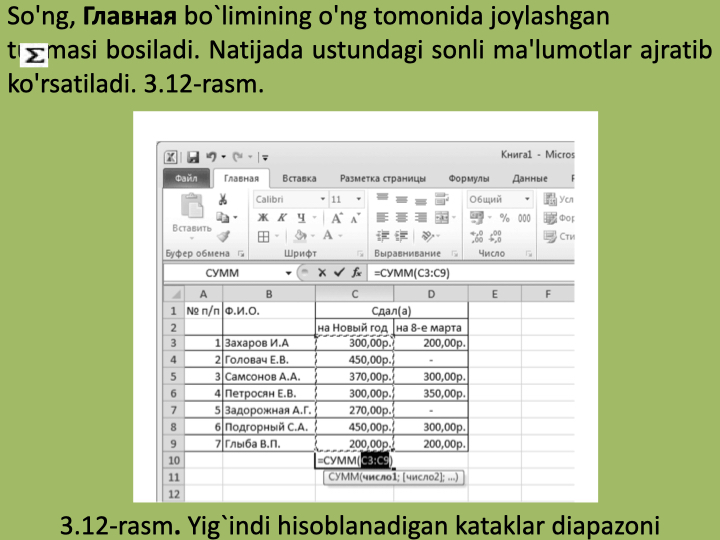 So'ng, Главная bo`limining o'ng tomonida joylashgan
tugmasi bosiladi. Natijada ustundagi sonli ma'lumotlar ajratib
ko'rsatiladi. 3.12-rasm.
Книга1 - Micros
Файл Главная Вставка Разметка страницы Формулы Данные
Calibri 11 Общий Усл
Вставить Ж К Ч А А % 000 Фор
А ,00 ,00 Сти
Буфер обмена Шрифт Выравнивание Число
СУММ fx =СУММ(C3:C9)
A B C D E F
1 № п/п Ф.И.О. Сдал(а)
2 на Новый год на 8-е марта
3 1 Захаров И.А 300,00р. 200,00р.
4 2 Головач Е.В. 450,00р. -
5 3 Самсонов А.А. 370,00р. 300,00р.
6 4 Петросян Е.В. 300,00р. 350,00р.
7 5 Задорожная А.Г. 270,00р. -
8 6 Подгорный С.А. 450,00р. 300,00р.
9 7 Глыба В.П. 200,00р. 200,00р.
10 =СУММ(C3:C9)
11 СУММ(число1; [число2]; ...)
12
3.12-rasm. Yig`indi hisoblanadigan kataklar diapazoni